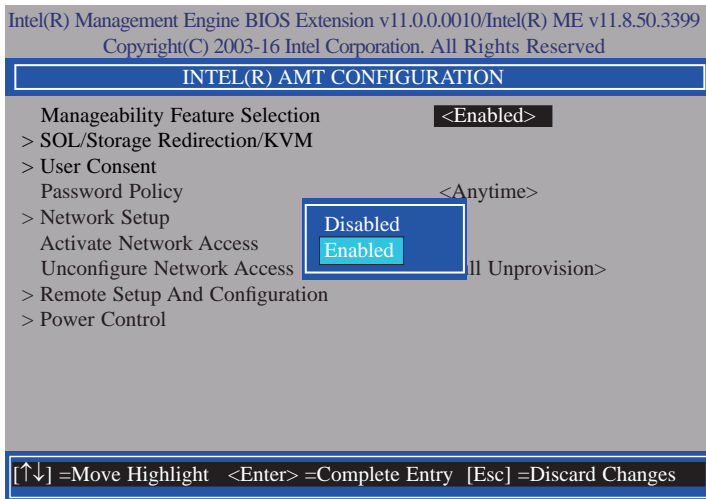 Intel(R) Management Engine BIOS Extension v11.0.0.0010/Intel(R) ME v11.8.50.3399
Copyright(C) 2003-16 Intel Corporation. All Rights Reserved
INTEL(R) AMT CONFIGURATION
Manageability Feature Selection <Enabled>
> SOL/Storage Redirection/KVM
> User Consent
Password Policy <Anytime>
> Network Setup
Disabled
Activate Network Access
Enabled
Unconfigure Network Access ll Unprovision>
> Remote Setup And Configuration
> Power Control
[↑↓] =Move Highlight <Enter> =Complete Entry [Esc] =Discard Changes